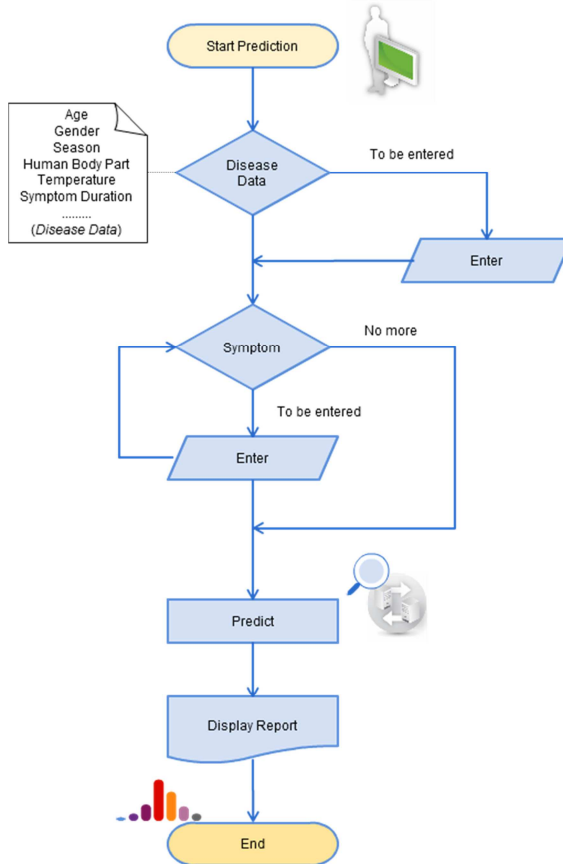 Start Prediction
Age
Gender
Season
Human Body Part
Temperature
Symptom Duration
.........
(Disease Data)
Disease
Data
To be entered
Enter
Symptom
No more
To be entered
Enter
Predict
Display Report
End